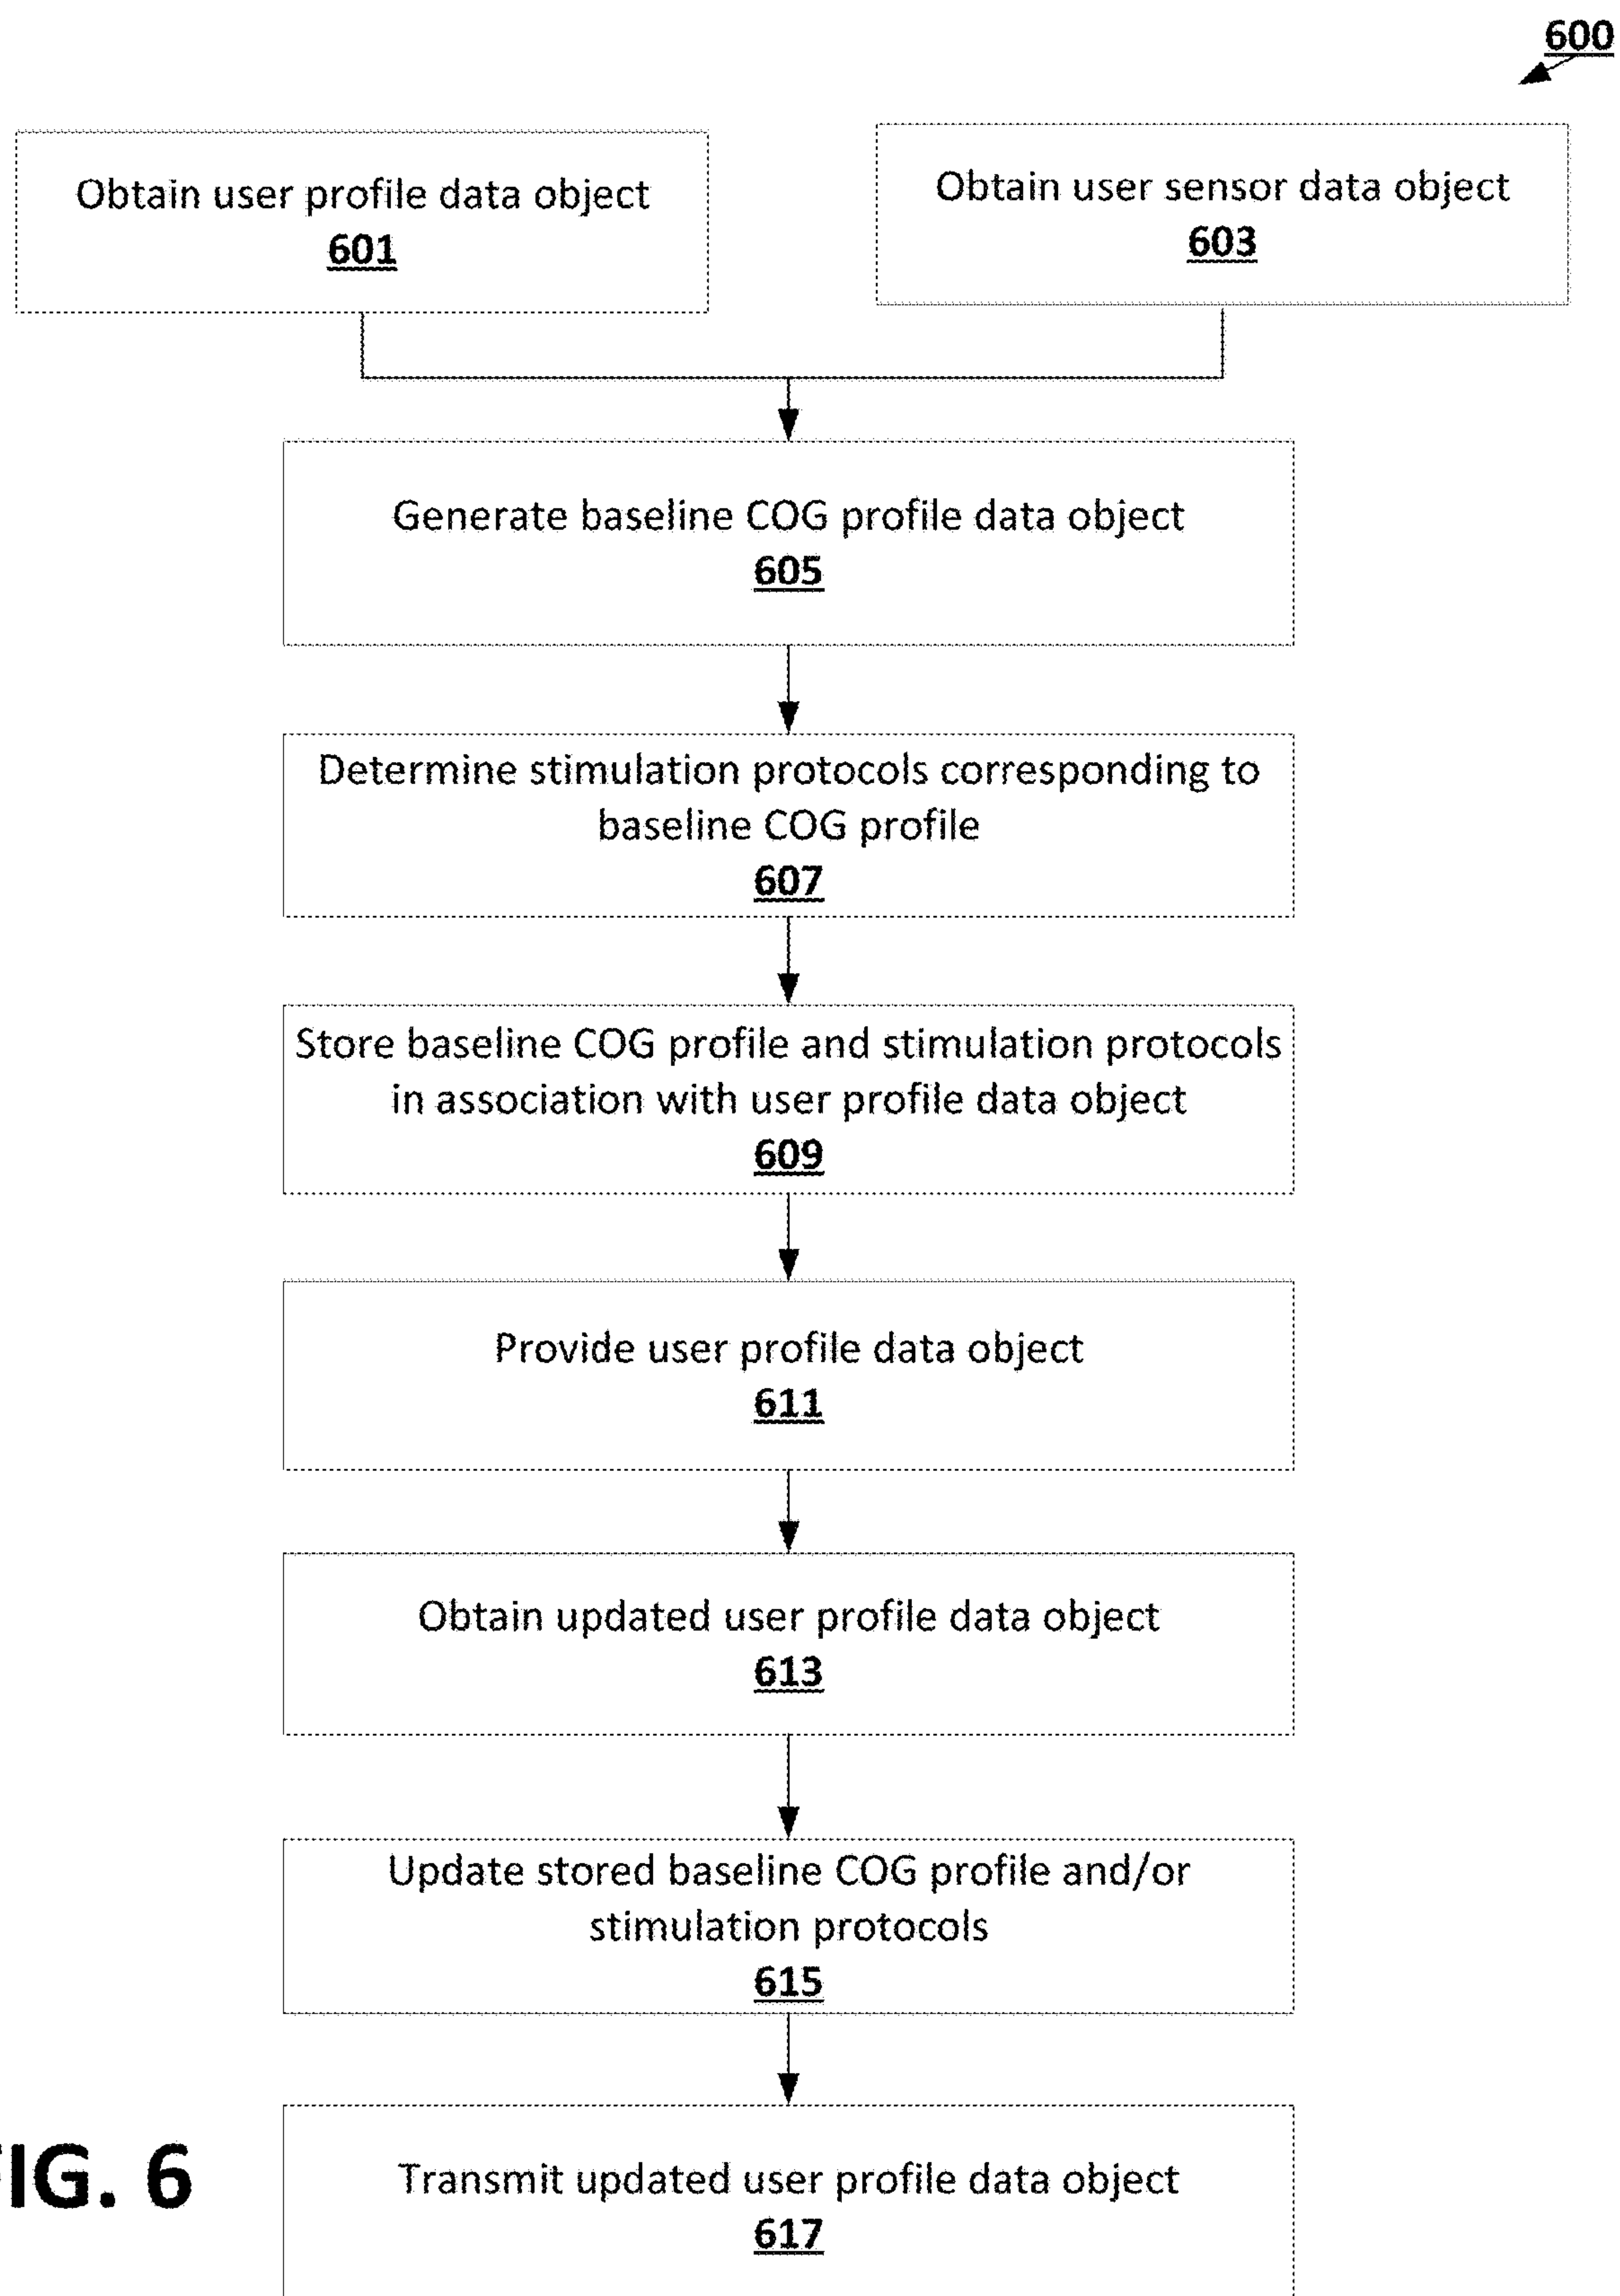 600
Obtain user profile data object
601
Obtain user sensor data object
603
Generate baseline COG profile data object
605
Determine stimulation protocols corresponding to
baseline COG profile
607
Store baseline COG profile and stimulation protocols
in association with user profile data object
609
Provide user profile data object
611
Obtain updated user profile data object
613
Update stored baseline COG profile and/or
stimulation protocols
615
Transmit updated user profile data object
617
FIG. 6